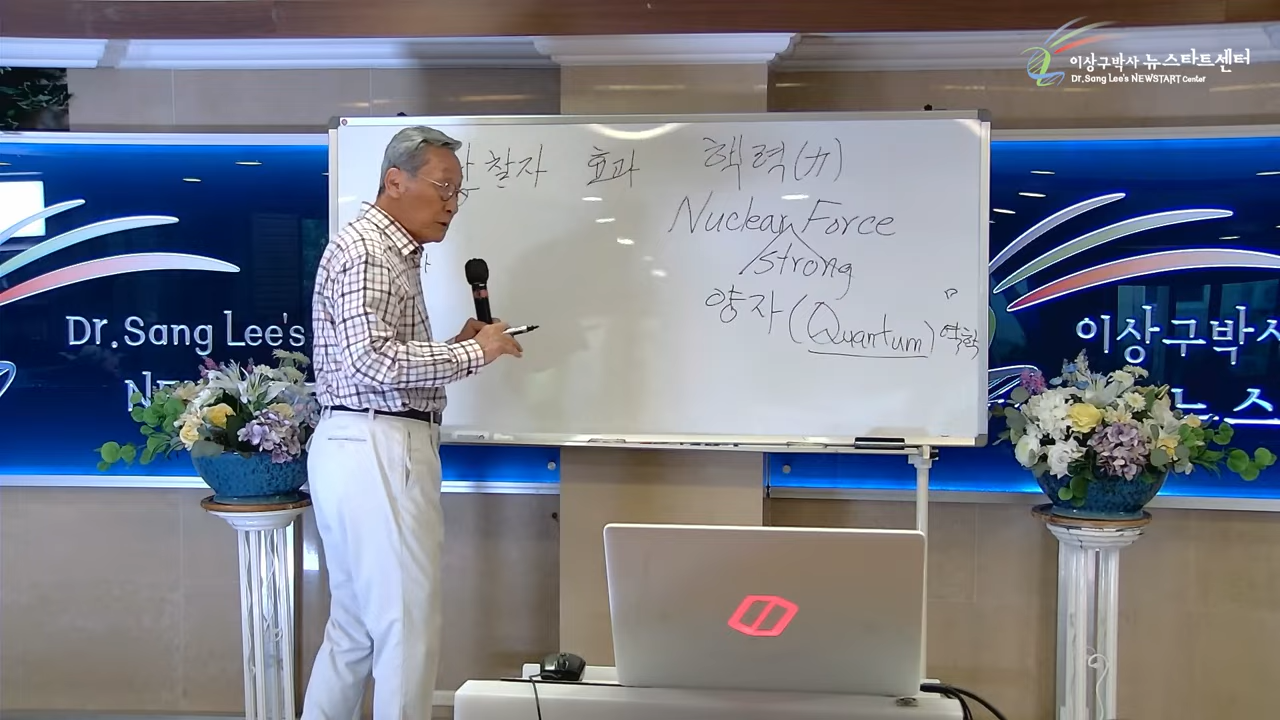 이상구박사 뉴스타트센터
Dr. Sang Lee's NEWSTART Center
찰자 효과 핵력(力)
Nuclear Force
strong
양자 (Quantum) 역학
Dr.Sang Lee's
이상구박사
뉴스